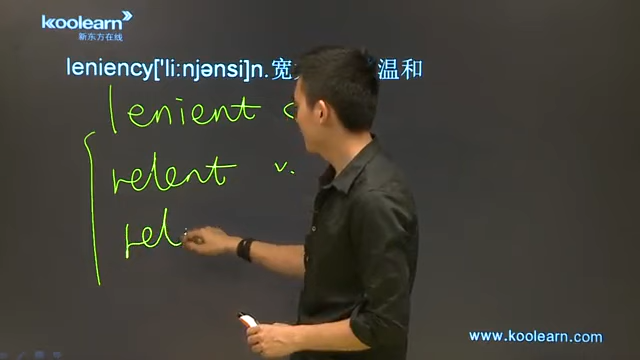 koolearn
新东方在线
leniency['li:njənsi]n.宽 温和
lenient
relent v.
rel
www.koolearn.com